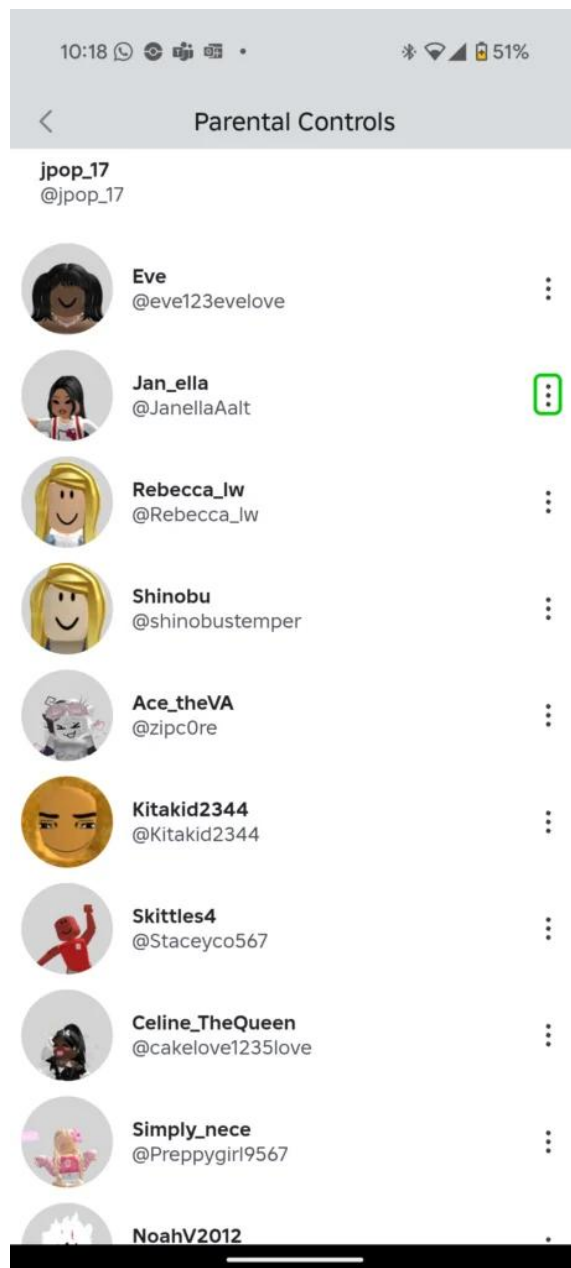 10:18
51%
Parental Controls
jpop_17
@jpop_17
Eve
@eve123evelove
Jan_ella
@JanellaAalt
Rebecca_lw
@Rebecca_lw
Shinobu
@shinobustemper
Ace_theVA
@zipc0re
Kitakid2344
@Kitakid2344
Skittles4
@Staceyco567
Celine_TheQueen
@cakelove1235love
Simply_nece
@Preppygirl9567
NoahV2012